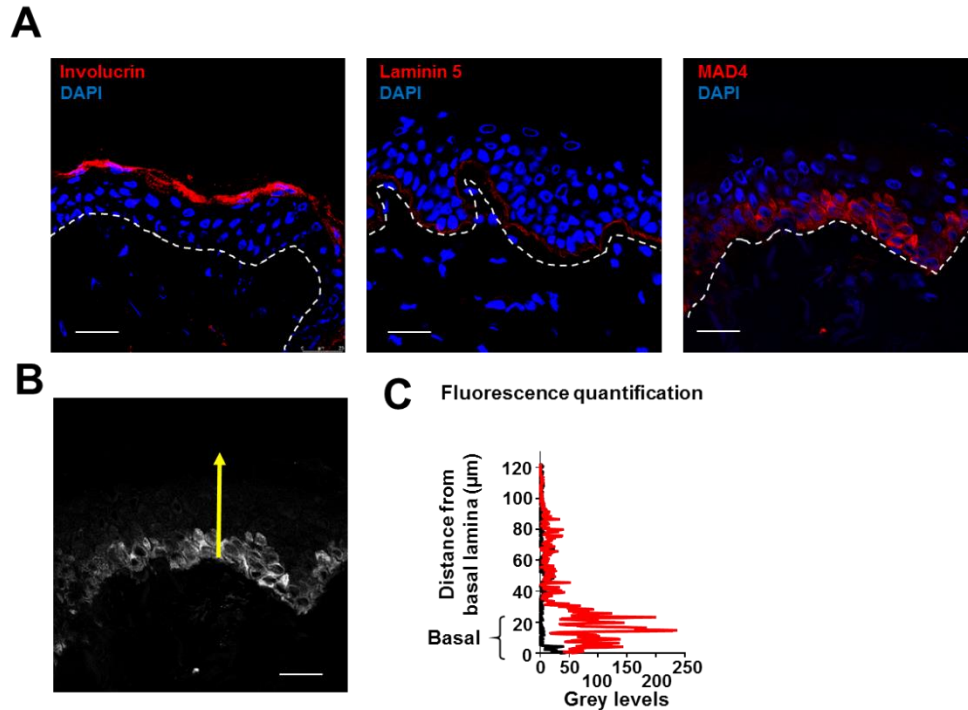 A
Involucrin
DAPI
Laminin 5
DAPI
MAD4
DAPI
B
C
Fluorescence quantification
Distance from
basal lamina (µm)
120
100
80
60
40
20
0
Basal
0 50 150 250
100 200
Grey levels